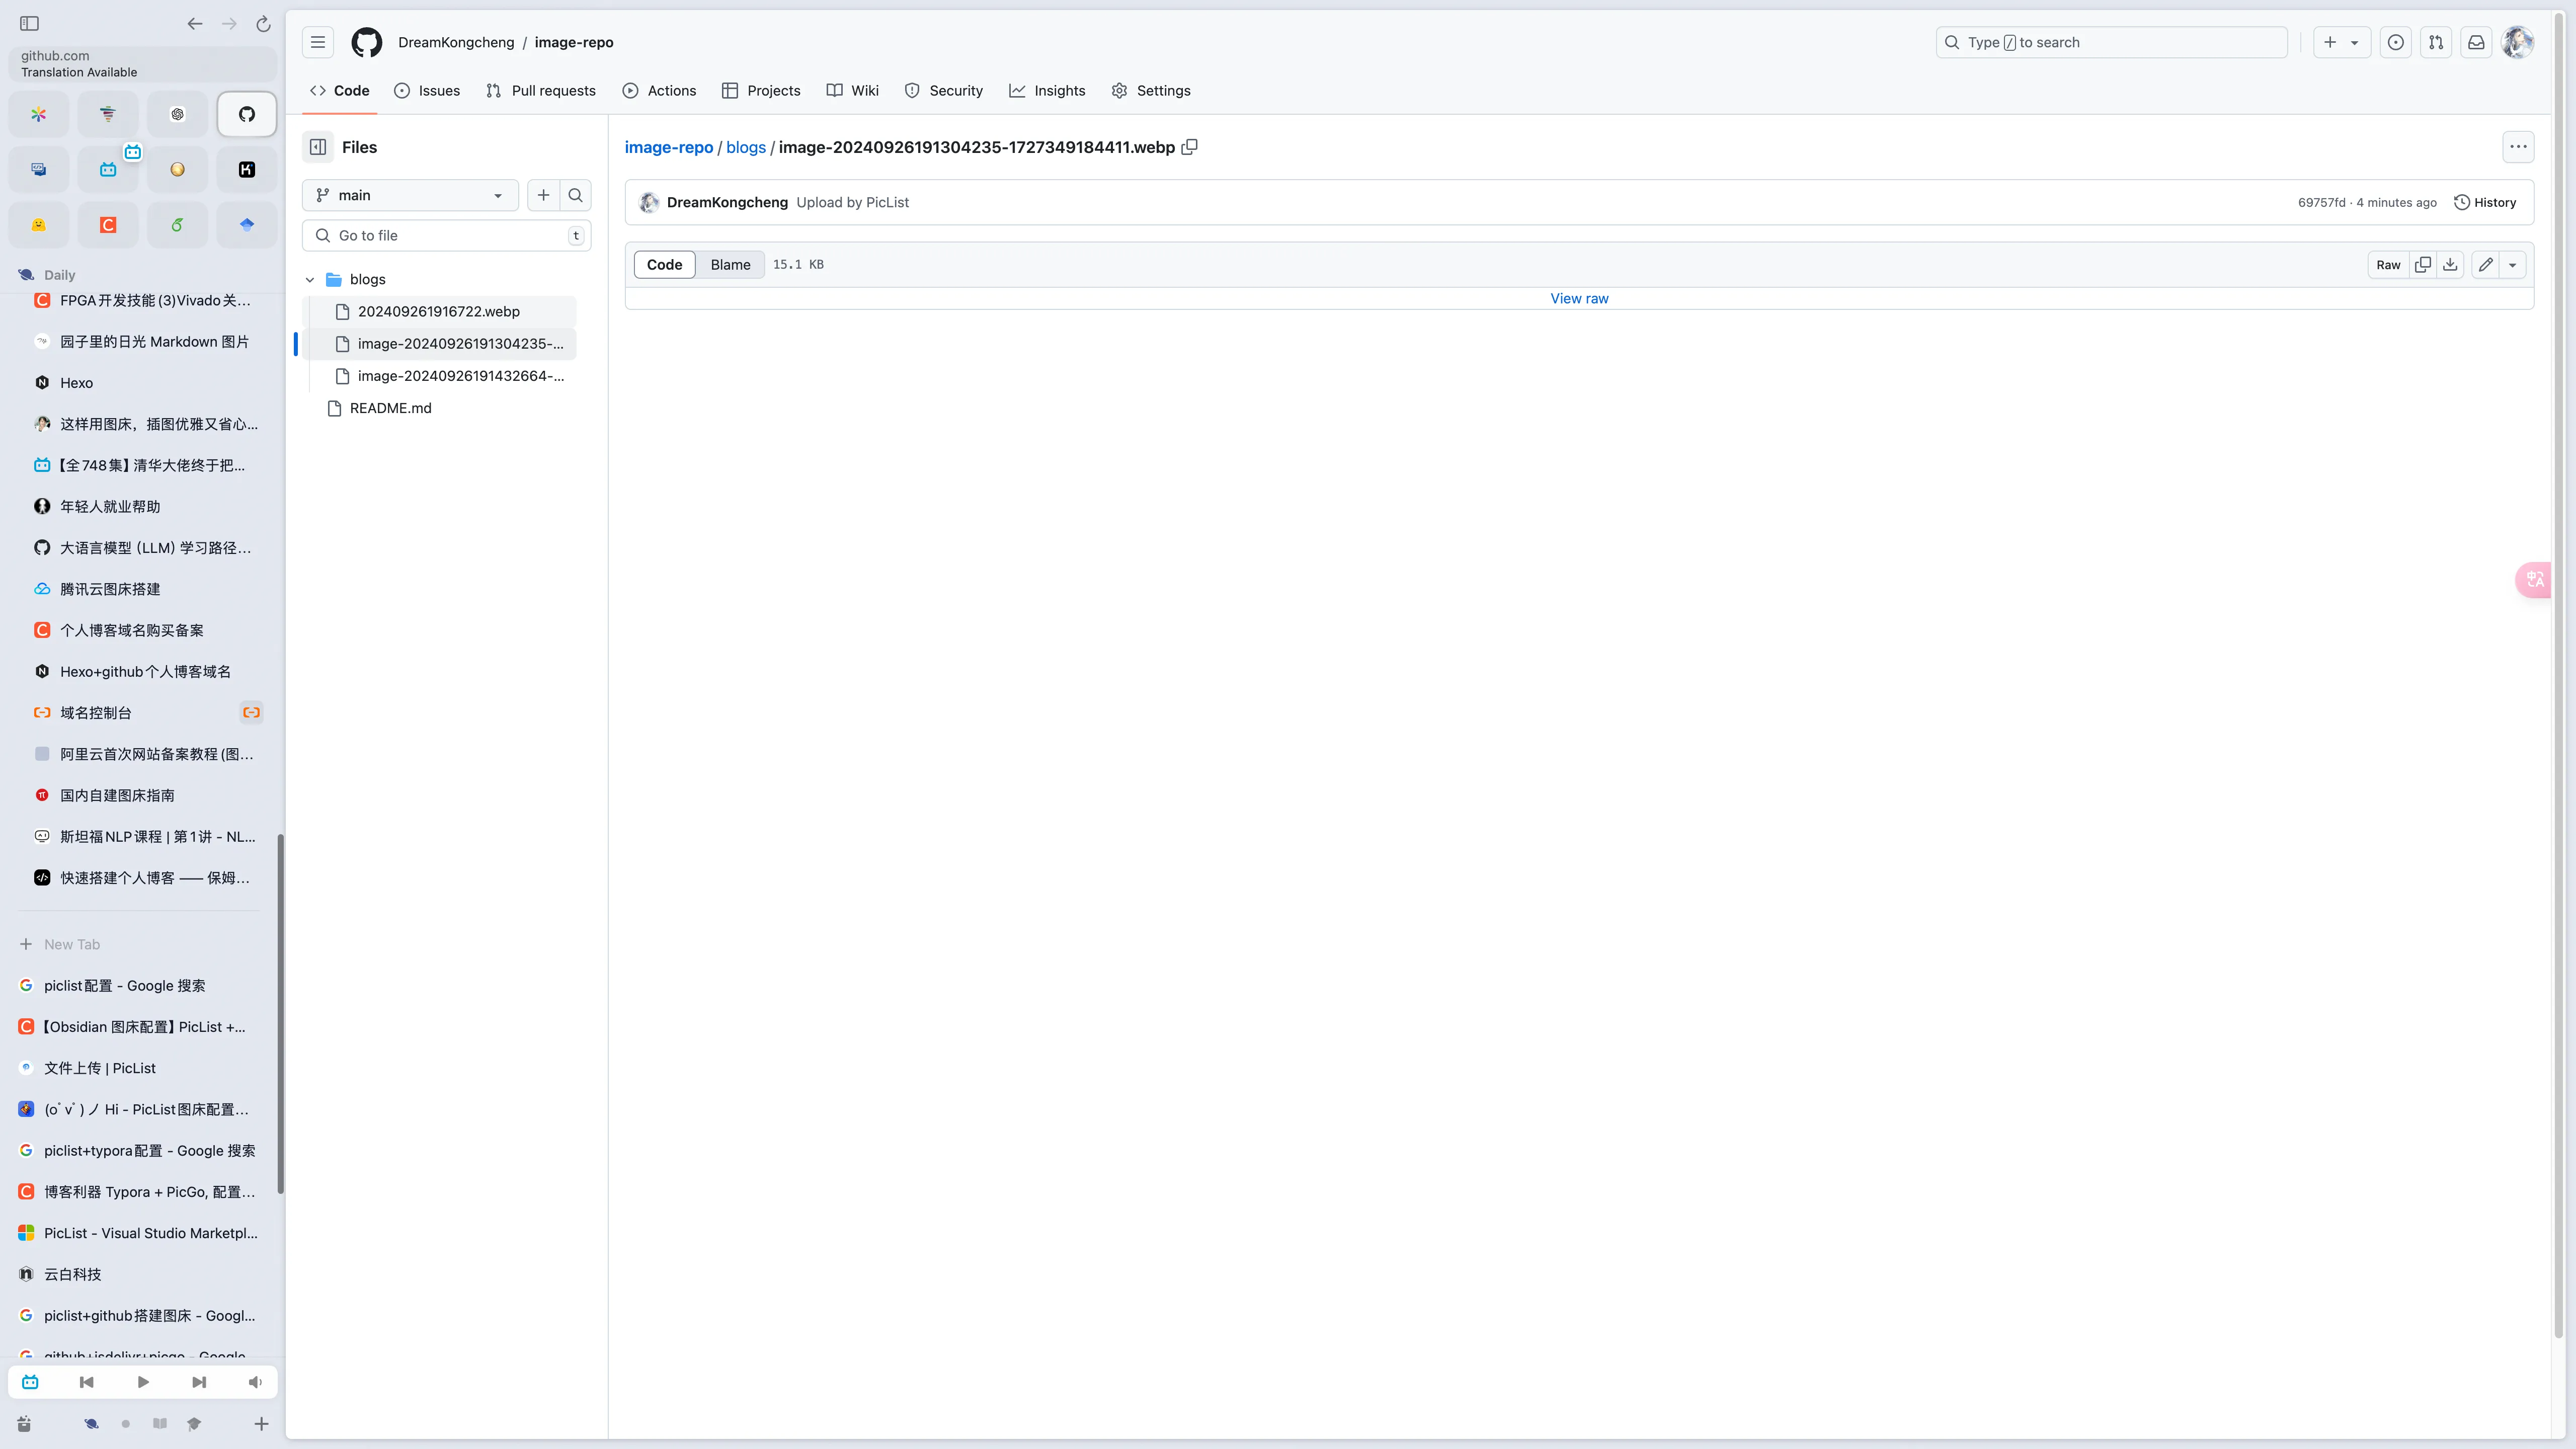 github.com
Translation Available
Daily
FPGA开发技能(3)Vivado关...
园子里的日光 Markdown 图片
Hexo
这样用图床，插图优雅又省心...
【全748集】清华大佬终于把...
年轻人就业帮助
大语言模型 (LLM) 学习路径...
腾讯云图床搭建
个人博客域名购买备案
Hexo+github个人博客域名
域名控制台
阿里云首次网站备案教程(图...
国内自建图床指南
斯坦福NLP课程 | 第1讲 - NL...
快速搭建个人博客 —— 保姆...
New Tab
piclist配置 - Google 搜索
【Obsidian 图床配置】PicList +...
文件上传 | PicList
(oﾟvﾟ)ノ Hi - PicList图床配置...
piclist+typora配置 - Google 搜索
博客利器 Typora + PicGo, 配置...
PicList - Visual Studio Marketpl...
云白科技
piclist+github搭建图床 - Googl...
github+jsdelivr+picgo - Google
DreamKongcheng / image-repo
Type / to search
Code Issues Pull requests Actions Projects Wiki Security Insights Settings
Files
main
Go to file t
blogs
202409261916722.webp
image-20240926191304235-...
image-20240926191432664-...
README.md
image-repo / blogs / image-20240926191304235-1727349184411.webp
DreamKongcheng Upload by PicList 69757fd · 4 minutes ago History
Code Blame 15.1 KB Raw
View raw